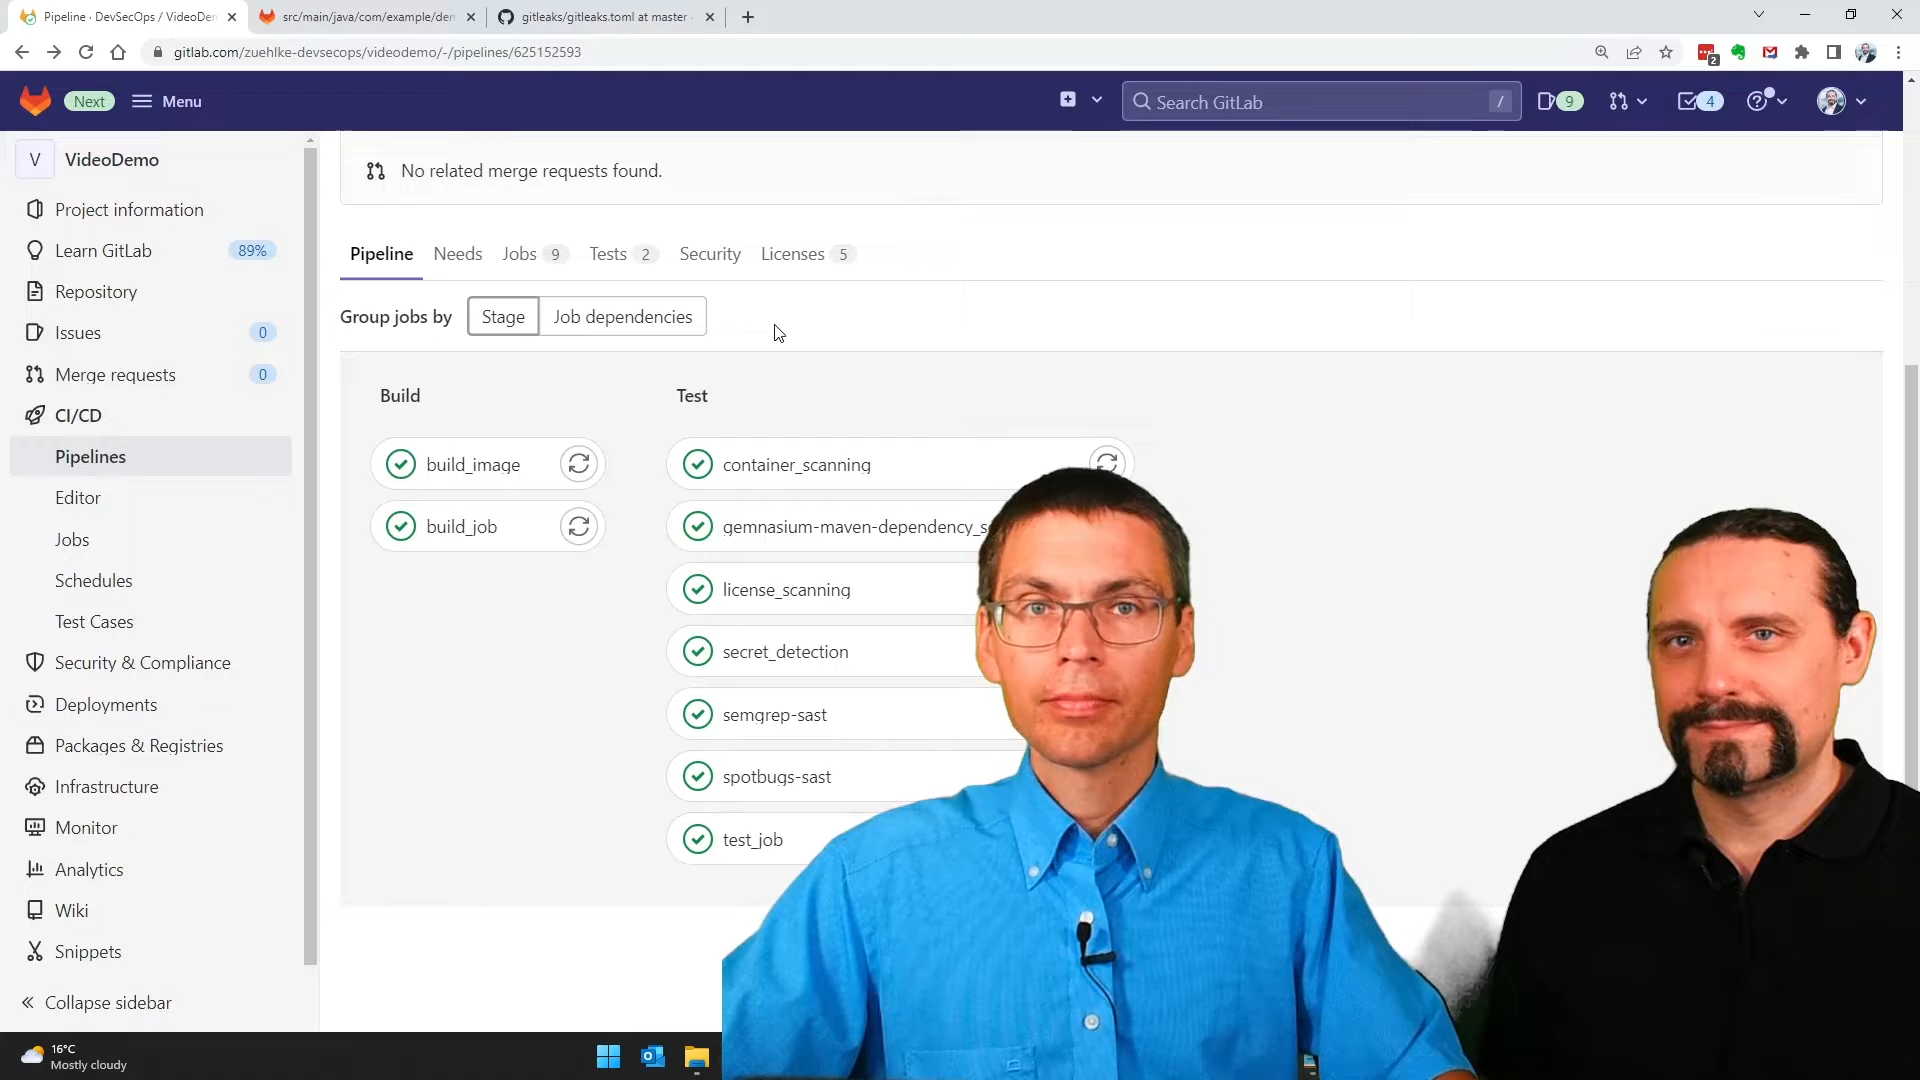 Pipeline · DevSecOps / VideoDem
src/main/java/com/example/dem
gitleaks/gitleaks.toml at master
gitlab.com/zuehlke-devsecops/videodemo/-/pipelines/625152593
2
Next
Menu
Search GitLab
/
9
4
V
VideoDemo
Project information
Learn GitLab 89%
Repository
Issues 0
Merge requests 0
CI/CD
Pipelines
Editor
Jobs
Schedules
Test Cases
Security & Compliance
Deployments
Packages & Registries
Infrastructure
Monitor
Analytics
Wiki
Snippets
Collapse sidebar
No related merge requests found.
Pipeline Needs Jobs 9 Tests 2 Security Licenses 5
Group jobs by Stage Job dependencies
Build
build_image
build_job
Test
container_scanning
gemnasium-maven-dependency_sc
license_scanning
secret_detection
semgrep-sast
spotbugs-sast
test_job
16°C
Mostly cloudy